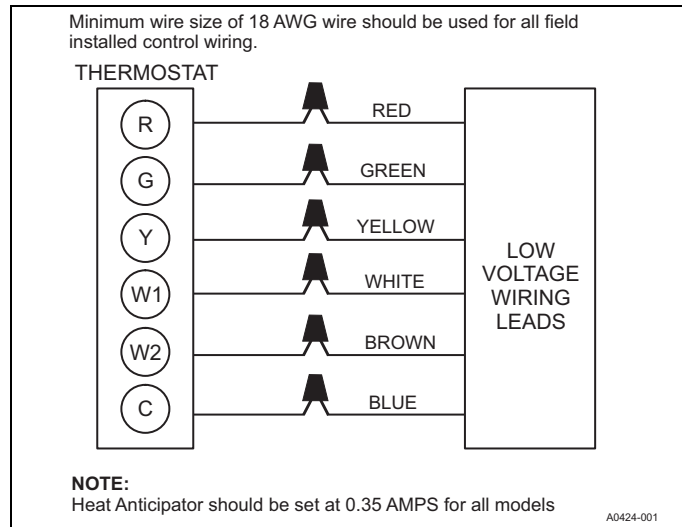 Minimum wire size of 18 AWG wire should be used for all field
installed control wiring.
THERMOSTAT
R
RED
G
GREEN
Y
YELLOW
W1
WHITE
W2
BROWN
C
BLUE
LOW
VOLTAGE
WIRING
LEADS
NOTE:
Heat Anticipator should be set at 0.35 AMPS for all models
A0424-001